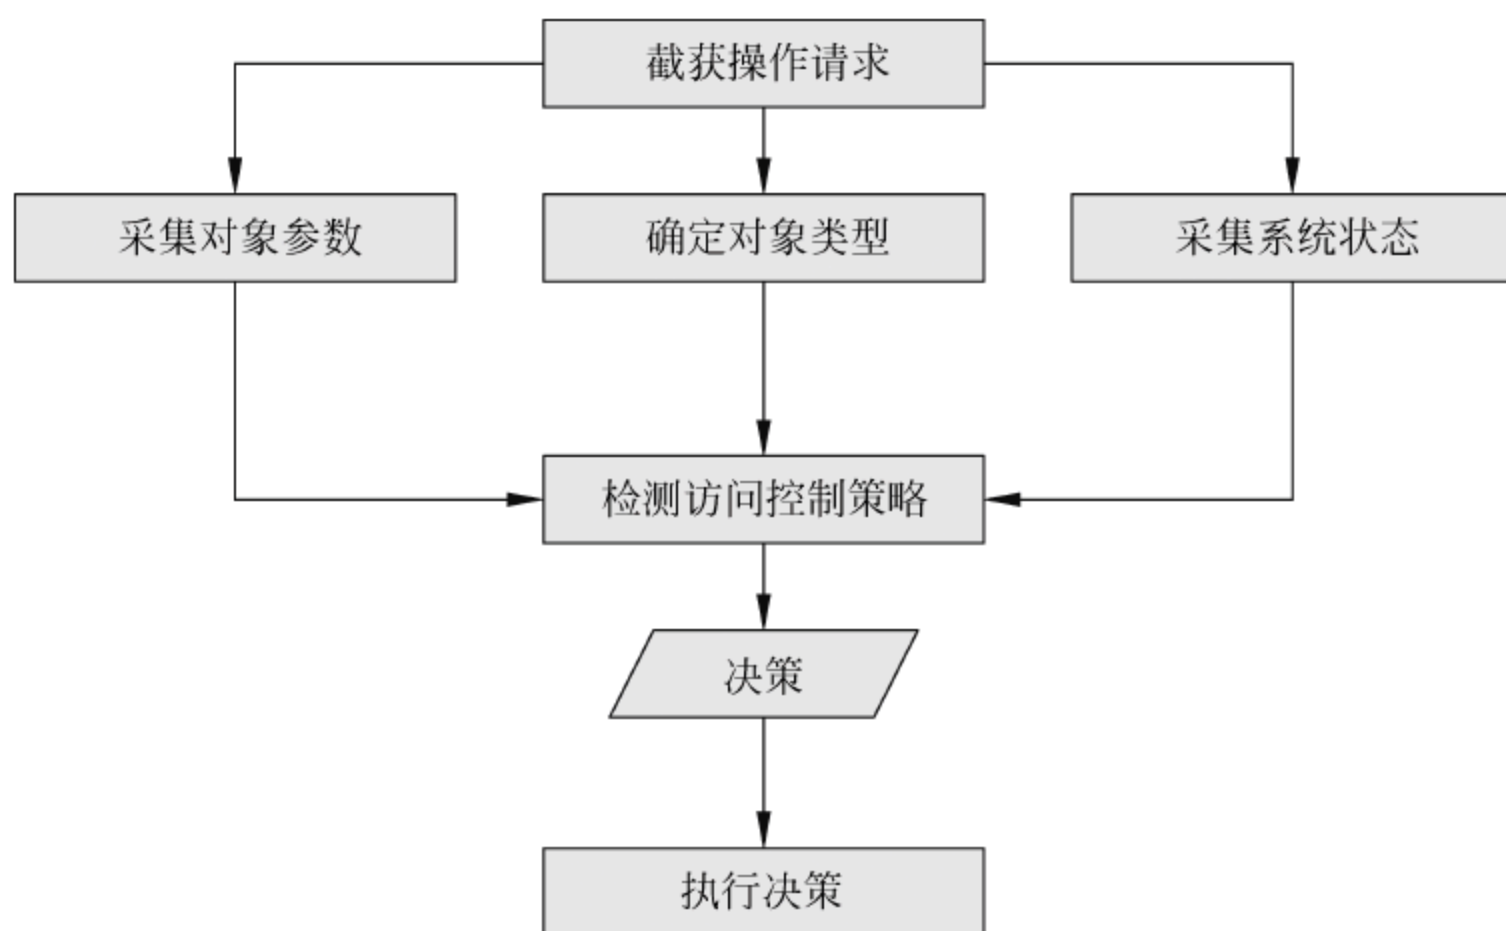 截获操作请求
采集对象参数
确定对象类型
采集系统状态
检测访问控制策略
决策
执行决策